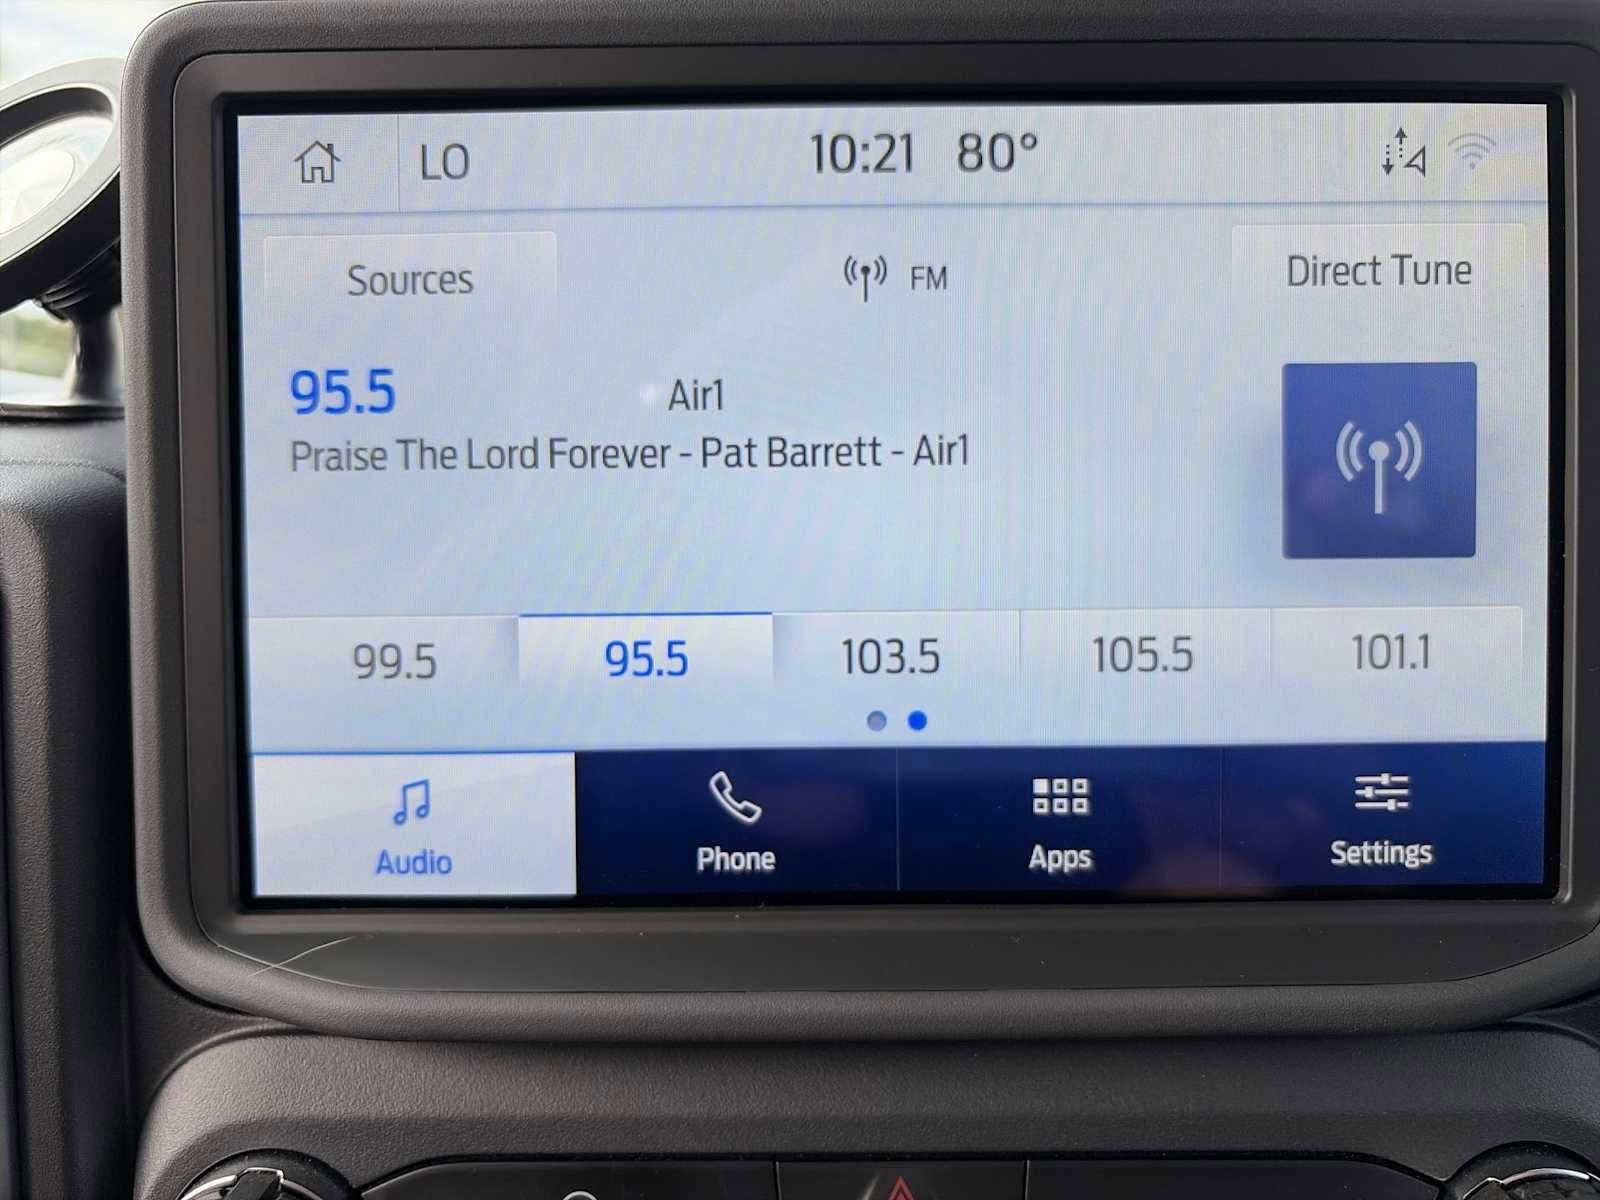 LO 10:21 80°
Sources FM Direct Tune
95.5 Air1
Praise The Lord Forever - Pat Barrett - Air1
99.5 95.5 103.5 105.5 101.1
Audio Phone Apps Settings